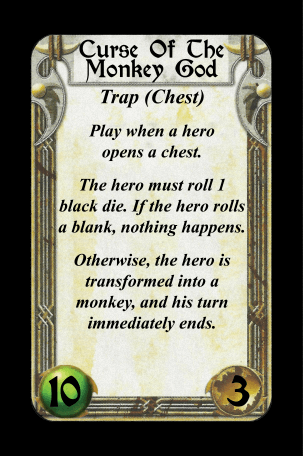 Curse Of The
Monkey God
Trap (Chest)
Play when a hero
opens a chest.
The hero must roll 1
black die. If the hero rolls
a blank, nothing happens.
Otherwise, the hero is
transformed into a
monkey, and his turn
immediately ends.
10
3